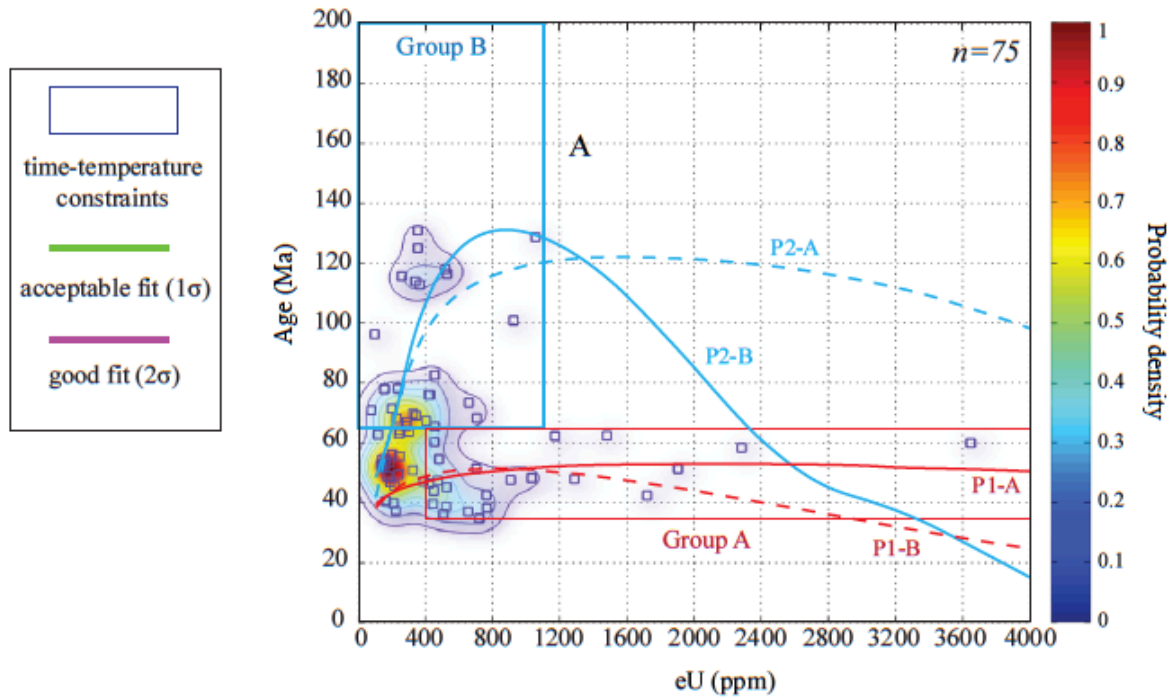 time-temperature
constraints
acceptable fit (1σ)
good fit (2σ)
200
180
160
140
120
100
80
60
40
20
0
Age (Ma)
Group B
n=75
A
P2-A
P2-B
P1-A
P1-B
Group A
0 400 800 1200 1600 2000 2400 2800 3200 3600 4000
eU (ppm)
1
0.9
0.8
0.7
0.6
0.5
0.4
0.3
0.2
0.1
0
Probability density